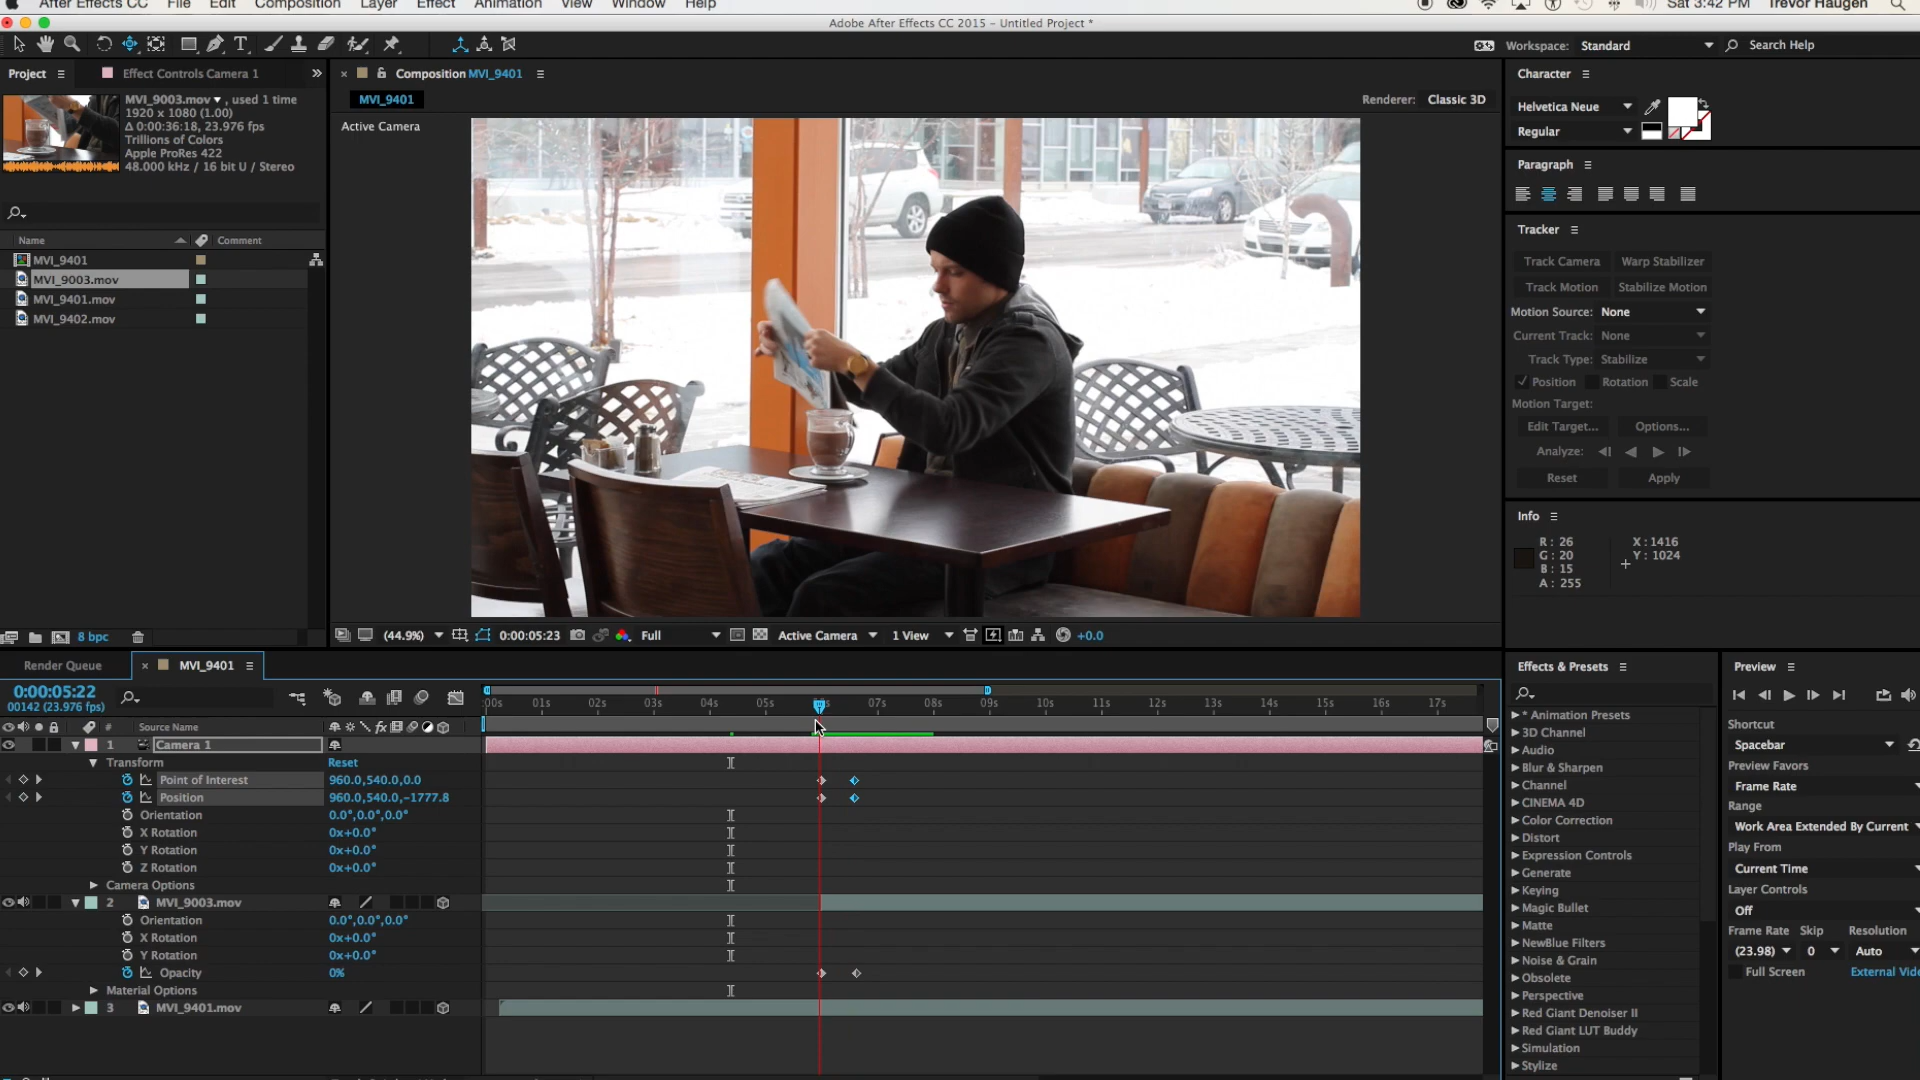 After Effects CC File Edit Composition Layer Effect Animation View Window Help Sat 3:42 PM Trevor Haugen
Adobe After Effects CC 2015 - Untitled Project *
Workspace: Standard Search Help
Project Effect Controls Camera 1
MVI_9003.mov , used 1 time
1920 x 1080 (1.00)
Δ 0:00:36:18, 23.976 fps
Trillions of Colors
Apple ProRes 422
48.000 kHz / 16 bit U / Stereo
Name Comment
MVI_9401
MVI_9003.mov
MVI_9401.mov
MVI_9402.mov
8 bpc
Composition MVI_9401
MVI_9401
Renderer: Classic 3D
Active Camera
(44.9%) 0:00:05:23 Full Active Camera 1 View +0.0
Character
Helvetica Neue
Regular
Paragraph
Tracker
Track Camera Warp Stabilizer
Track Motion Stabilize Motion
Motion Source: None
Current Track: None
Track Type: Stabilize
Position Rotation Scale
Motion Target:
Edit Target... Options...
Analyze:
Reset Apply
Info
R: 26 X: 1416
G: 20 Y: 1024
B: 15
A: 255
Render Queue MVI_9401
0:00:05:22
00142 (23.976 fps)
:00s 01s 02s 03s 04s 05s 07s 08s 09s 10s 11s 12s 13s 14s 15s 16s 17s
# Source Name
1 Camera 1
Transform Reset
Point of Interest 960.0,540.0,0.0
Position 960.0,540.0,-1777.8
Orientation 0.0°,0.0°,0.0°
X Rotation 0x+0.0°
Y Rotation 0x+0.0°
Z Rotation 0x+0.0°
Camera Options
2 MVI_9003.mov
Orientation 0.0°,0.0°,0.0°
X Rotation 0x+0.0°
Y Rotation 0x+0.0°
Opacity 0%
Material Options
3 MVI_9401.mov
Effects & Presets
* Animation Presets
3D Channel
Audio
Blur & Sharpen
Channel
CINEMA 4D
Color Correction
Distort
Expression Controls
Generate
Keying
Magic Bullet
Matte
NewBlue Filters
Noise & Grain
Obsolete
Perspective
Red Giant Denoiser II
Red Giant LUT Buddy
Simulation
Stylize
Preview
Shortcut
Spacebar
Preview Favors
Frame Rate
Range
Work Area Extended By Current
Play From
Current Time
Layer Controls
Off
Frame Rate Skip Resolution
(23.98) 0 Auto
Full Screen External Vide